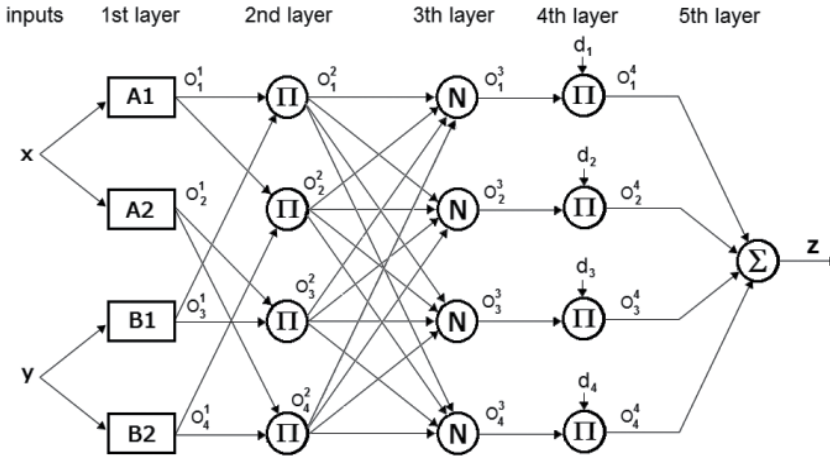 inputs 1st layer 2nd layer 3th layer 4th layer 5th layer
d₁
O₁¹ O₁² O₁³ O₁⁴
A1 Π N Π
x
d₂
O₂¹ O₂² O₂³ O₂⁴
A2 Π N Π
Σ z
d₃
O₃¹ O₃² O₃³ O₃⁴
B1 Π N Π
y
d₄
O₄¹ O₄² O₄³ O₄⁴
B2 Π N Π